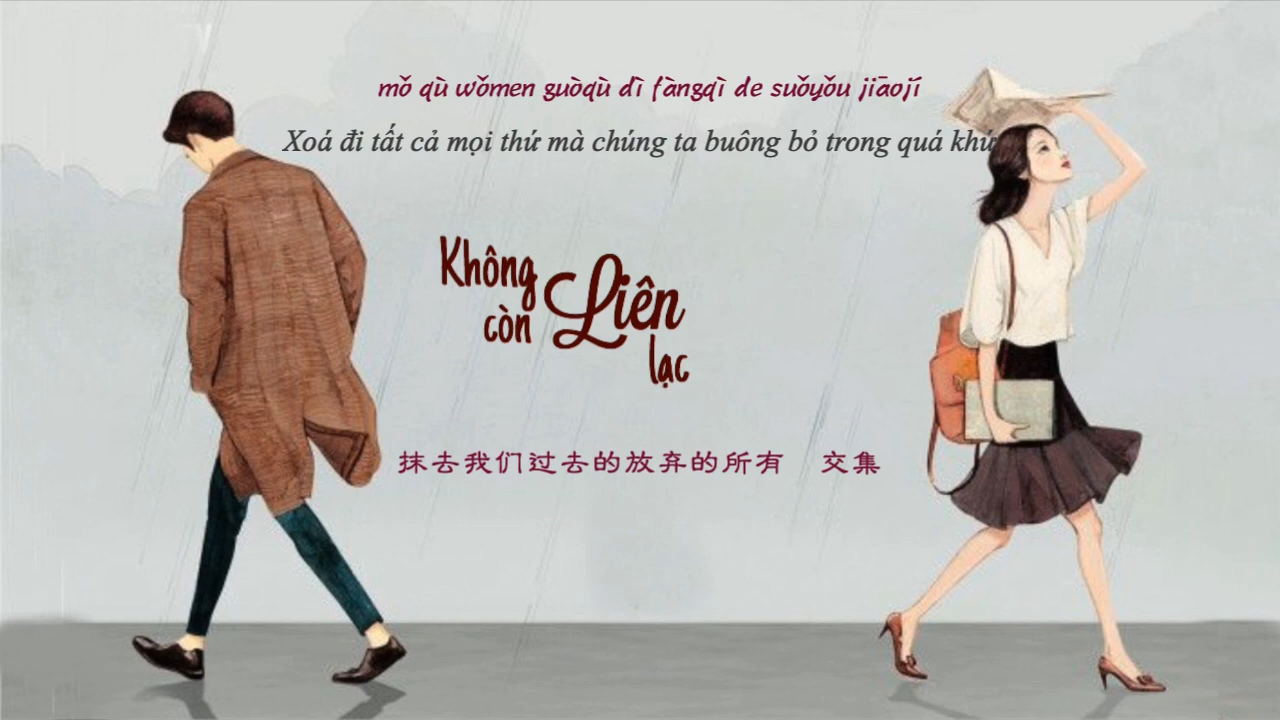 mǒ qù wǒmen guòqù dì fàngqì de suǒyǒu jiāojí
Xoá đi tất cả mọi thứ mà chúng ta buông bỏ trong quá khứ
Không
còn Liên
lạc
抹去我们过去的放弃的所有 交集